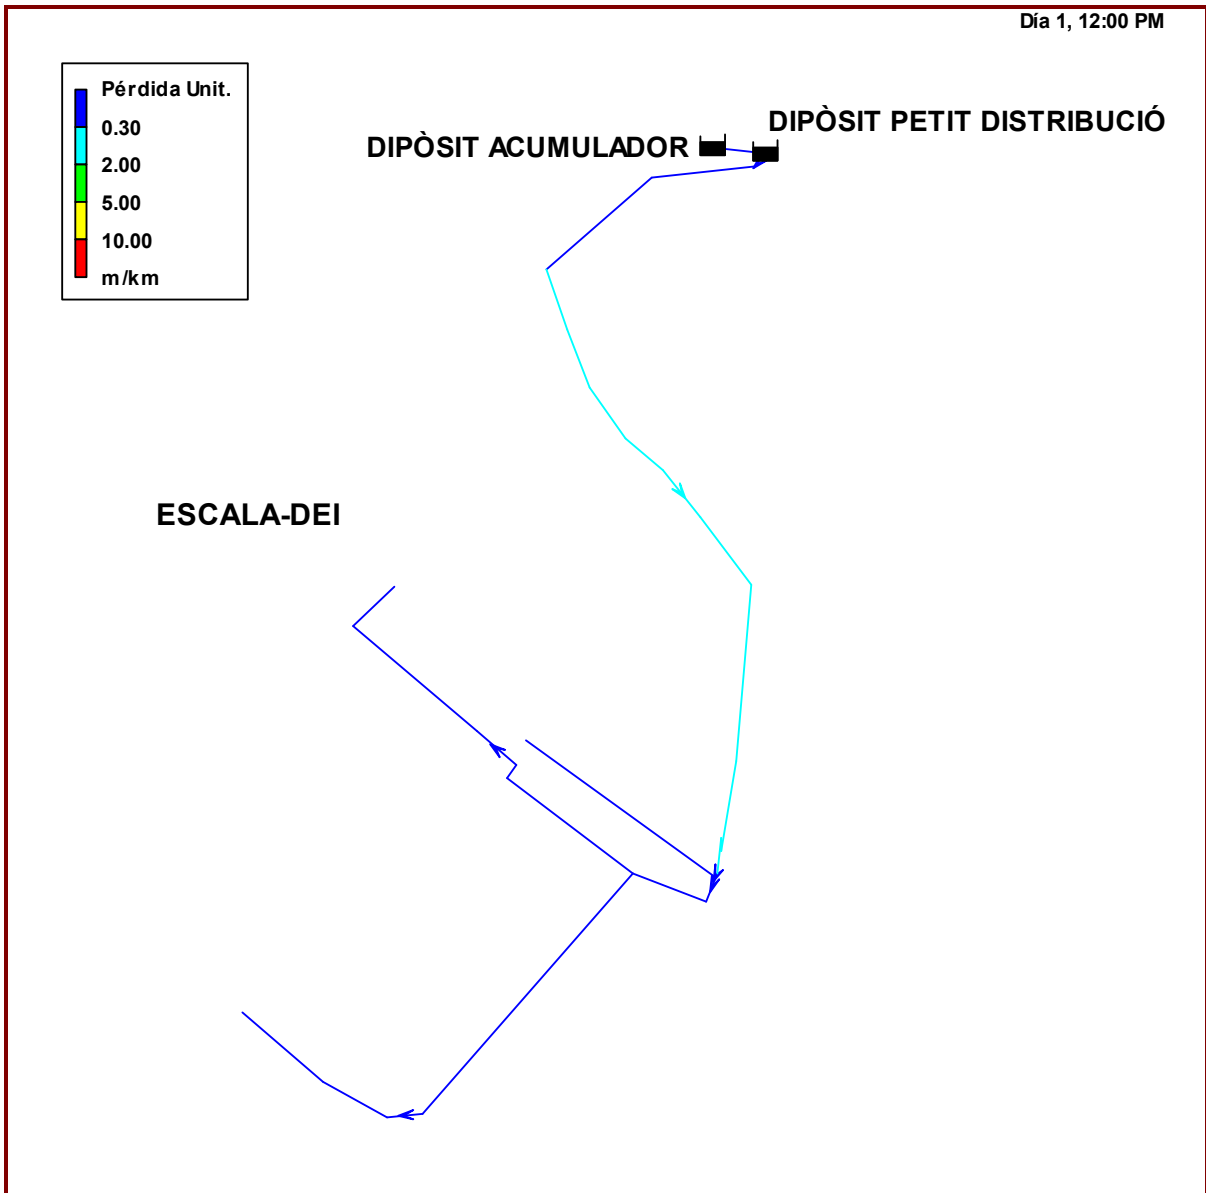 Día 1, 12:00 PM
Pérdida Unit.
0.30
2.00
5.00
10.00
m/km
DIPÒSIT PETIT DISTRIBUCIÓ
DIPÒSIT ACUMULADOR
ESCALA-DEI